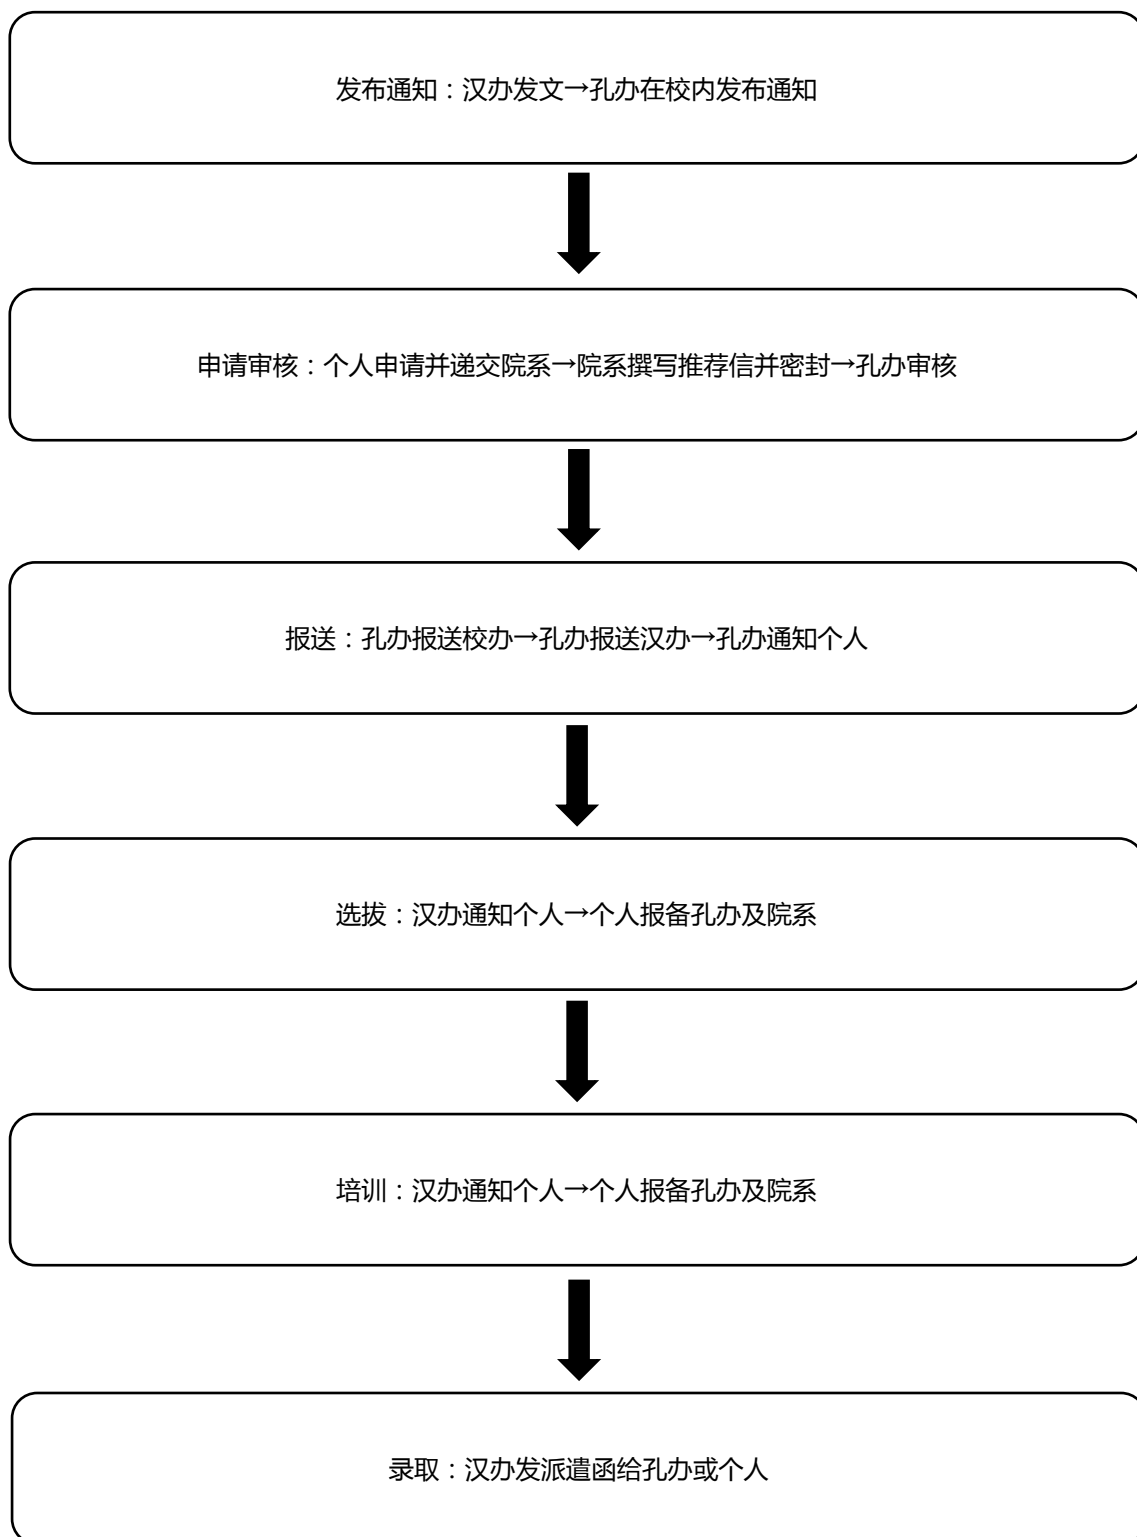 发布通知：汉办发文→孔办在校内发布通知
申请审核：个人申请并递交院系→院系撰写推荐信并密封→孔办审核
报送：孔办报送校办→孔办报送汉办→孔办通知个人
选拔：汉办通知个人→个人报备孔办及院系
培训：汉办通知个人→个人报备孔办及院系
录取：汉办发派遣函给孔办或个人